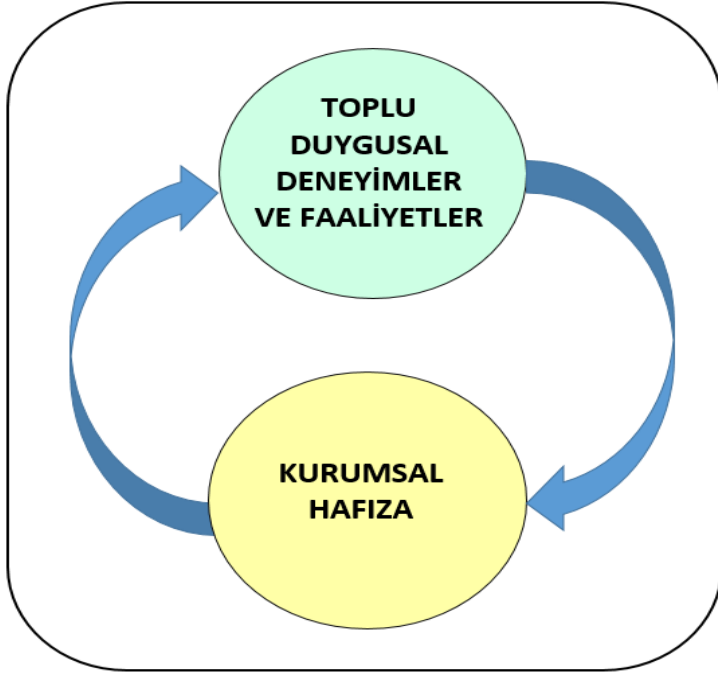 TOPLU
DUYGUSAL
DENEYİMLER
VE FAALİYETLER
KURUMSAL
HAFIZA